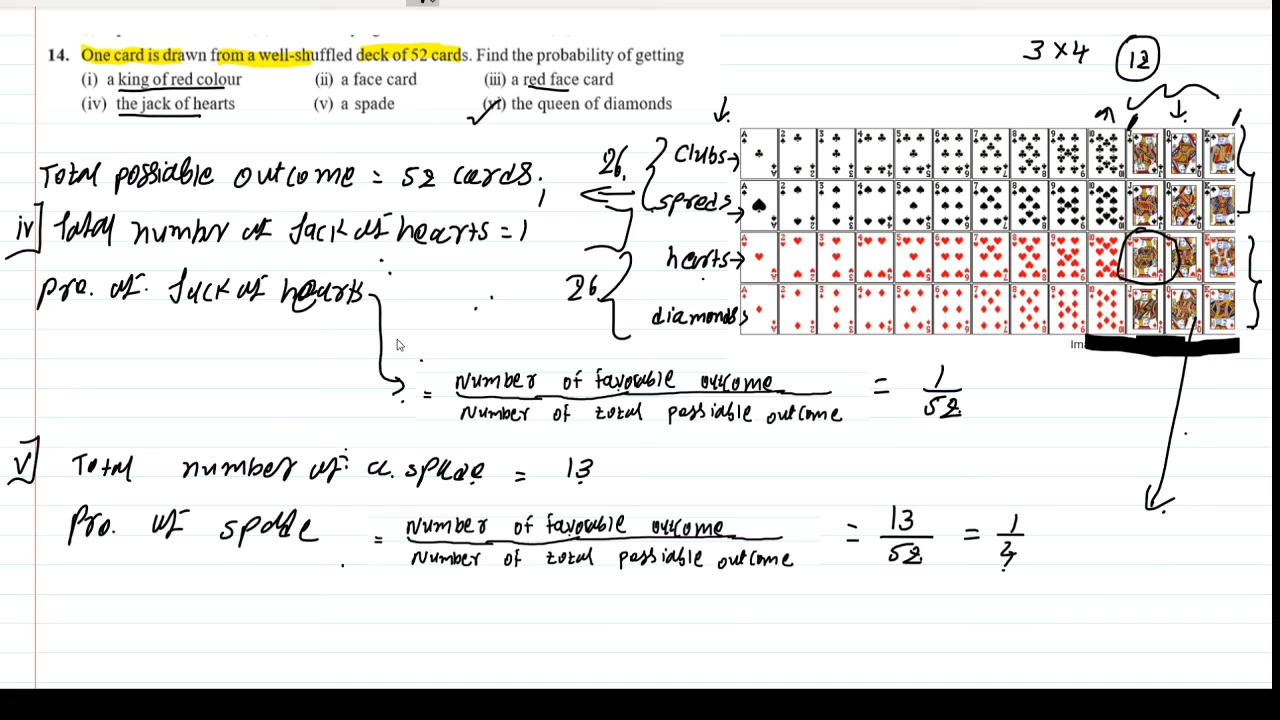 14. One card is drawn from a well-shuffled deck of 52 cards. Find the probability of getting
(i) a king of red colour (ii) a face card (iii) a red face card
(iv) the jack of hearts (v) a spade (vi) the queen of diamonds
3 × 4 12
Clubs
spreds
hearts
diamonds
26
26
Total possiable outcome = 52 cards.
iv] Total number of Jack of hearts = 1
Pro. of Jack of hearts
= Number of favouble outcome / Number of total possiable outcome = 1/52
v] Total number of a spade = 13
Pro. of spade = Number of favouble outcome / Number of total possiable outcome = 13/52 = 1/4